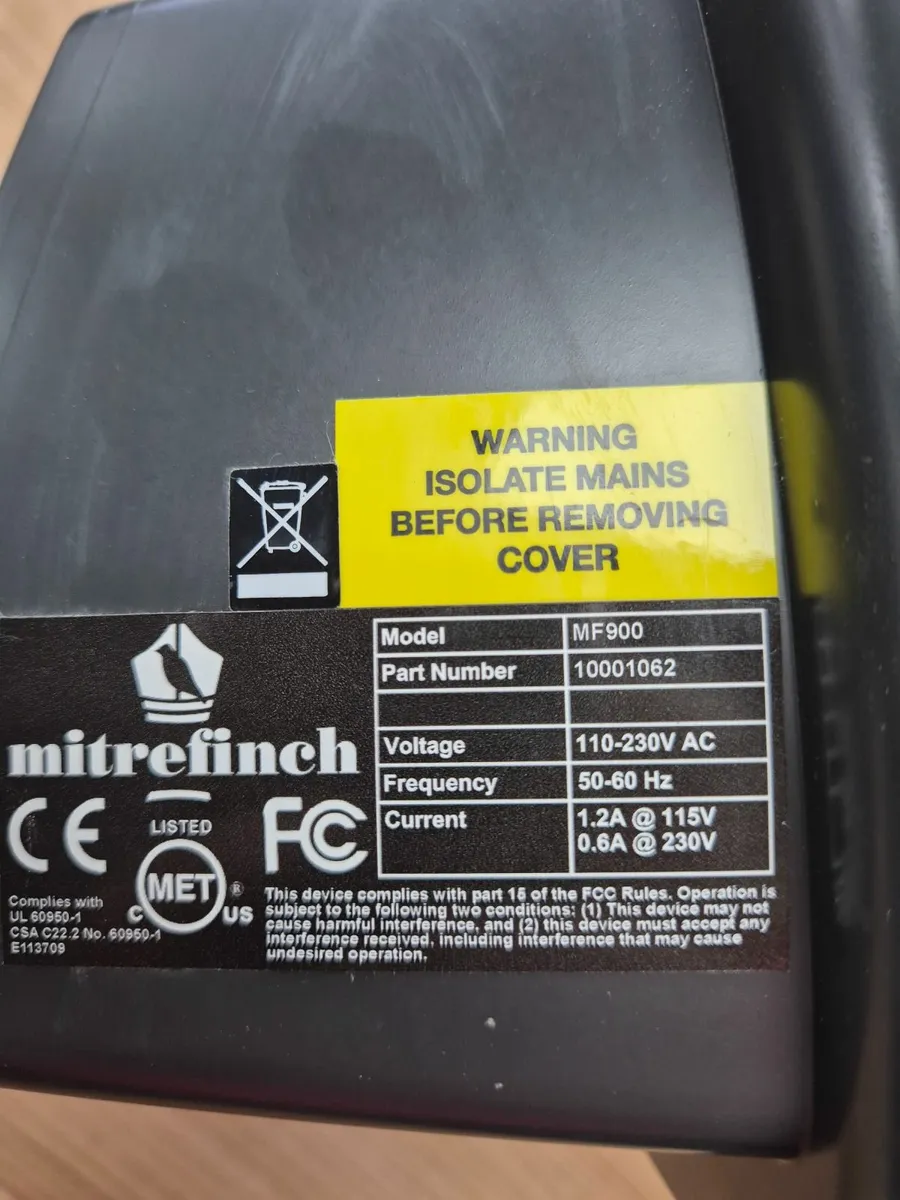 WARNING
ISOLATE MAINS
BEFORE REMOVING
COVER
mitrefinch
Model MF900
Part Number 10001062
Voltage 110-230V AC
Frequency 50-60 Hz
Current 1.2A @ 115V
0.6A @ 230V
CE
LISTED
MET ®
C US
FC
Complies with
UL 60950-1
CSA C22.2 No. 60950-1
E113709
This device complies with part 15 of the FCC Rules. Operation is
subject to the following two conditions: (1) This device may not
cause harmful interference, and (2) this device must accept any
interference received, including interference that may cause
undesired operation.